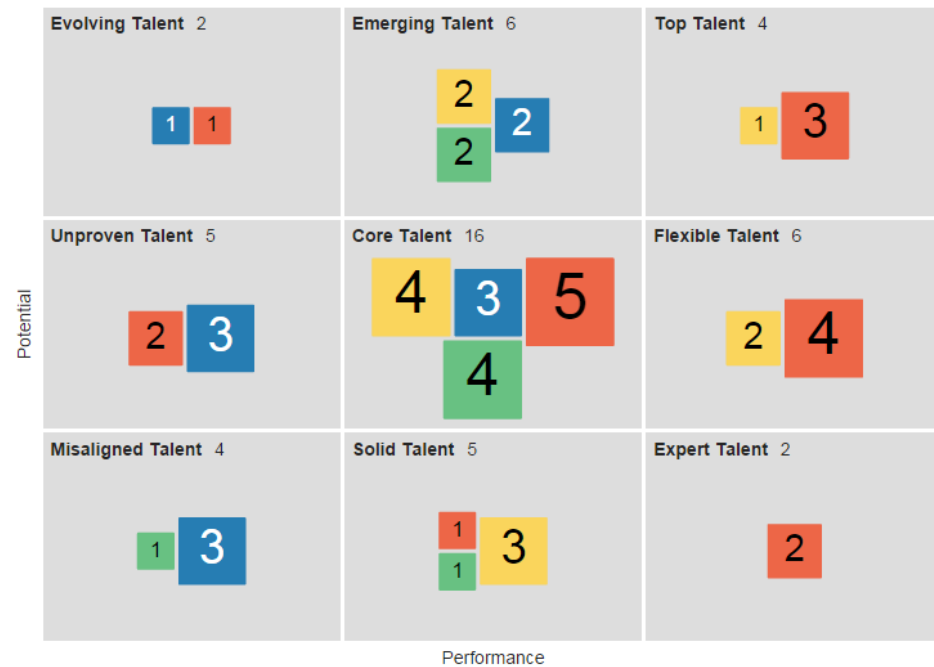 Evolving Talent 2
Emerging Talent 6
Top Talent 4
1 1
2
2
2
1 3
Unproven Talent 5
Core Talent 16
Flexible Talent 6
2 3
4 3 5
4
2 4
Potential
Misaligned Talent 4
Solid Talent 5
Expert Talent 2
1 3
1
1
3
2
Performance